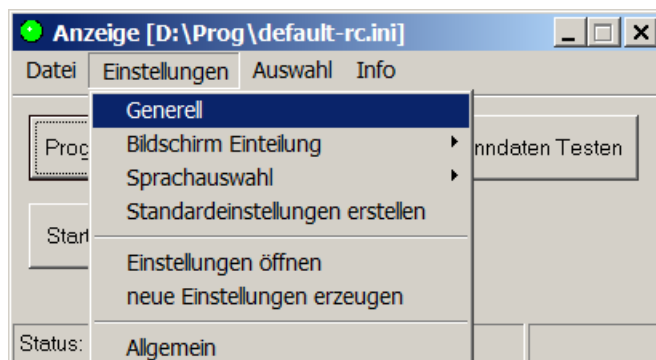 Anzeige [D:\Prog\default-rc.ini]
Datei Einstellungen Auswahl Info
Generell
Bildschirm Einteilung
Sprachauswahl
Standardeinstellungen erstellen
Einstellungen öffnen
neue Einstellungen erzeugen
Allgemein
Testen
Status: